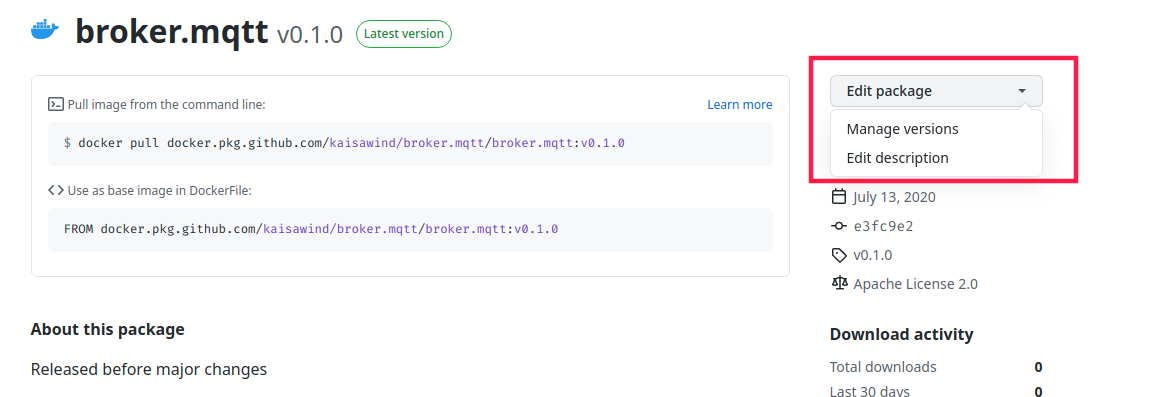 broker.mqtt v0.1.0 Latest version
Pull image from the command line:
Learn more
$ docker pull docker.pkg.github.com/kaisawind/broker.mqtt/broker.mqtt:v0.1.0
Use as base image in DockerFile:
FROM docker.pkg.github.com/kaisawind/broker.mqtt/broker.mqtt:v0.1.0
About this package
Released before major changes
Edit package
Manage versions
Edit description
July 13, 2020
e3fc9e2
v0.1.0
Apache License 2.0
Download activity
Total downloads 0
Last 30 days 0